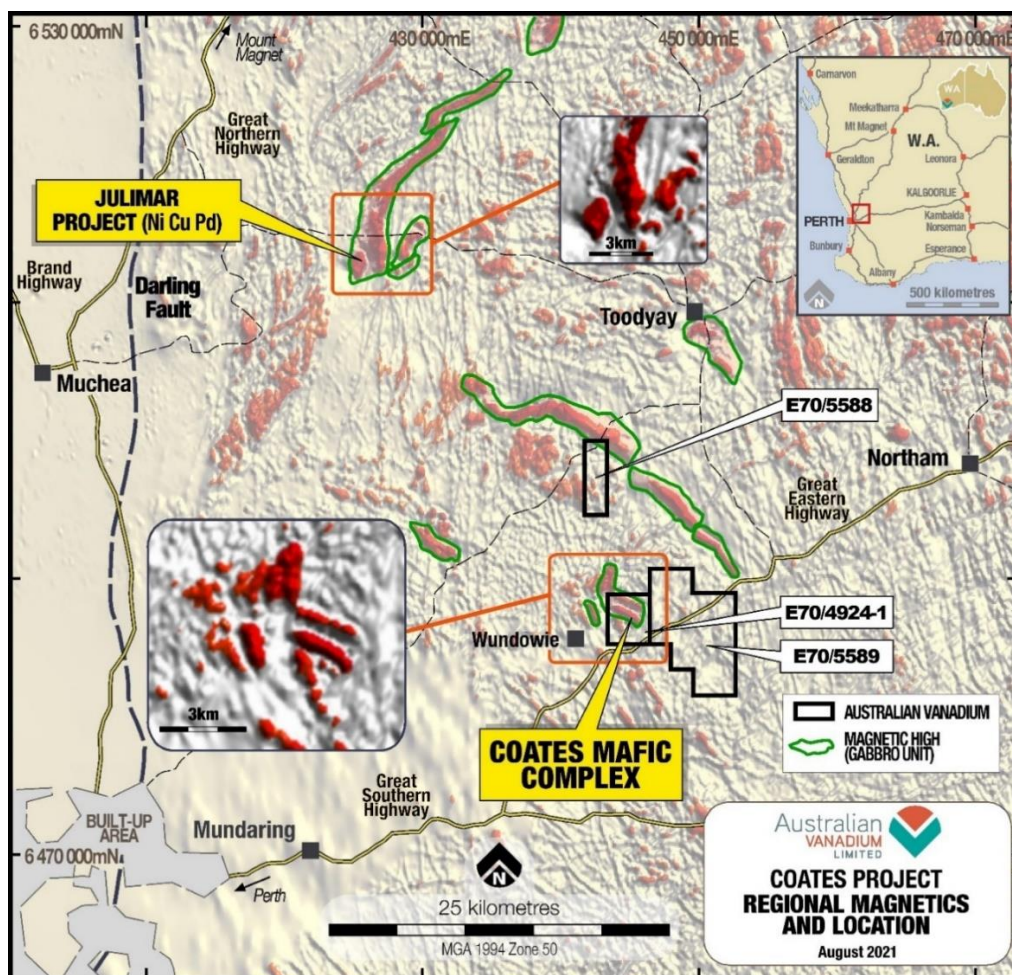 6 530 000mN
430 000mE
450 000mE
470 000mE
Mount
Magnet
Great
Northern
Highway
JULIMAR
PROJECT (Ni Cu Pd)
3km
Carnarvon
WA
Meekatharra
Mt Magnet
W.A.
Geraldton
Leonora
KALGOORLIE
PERTH
Kambalda
Norseman
Bunbury
Esperance
Albany
N
500 kilometres
Brand
Highway
Darling
Fault
Toodyay
Muchea
E70/5588
Northam
Great
Eastern
Highway
3km
Wundowie
E70/4924-1
E70/5589
AUSTRALIAN VANADIUM
MAGNETIC HIGH
(GABBRO UNIT)
COATES MAFIC
COMPLEX
Great
Southern
Highway
BUILT-UP
AREA
Mundaring
6 470 000mN
Perth
N
25 kilometres
MGA 1994 Zone 50
Australian
VANADIUM
LIMITED
COATES PROJECT
REGIONAL MAGNETICS
AND LOCATION
August 2021